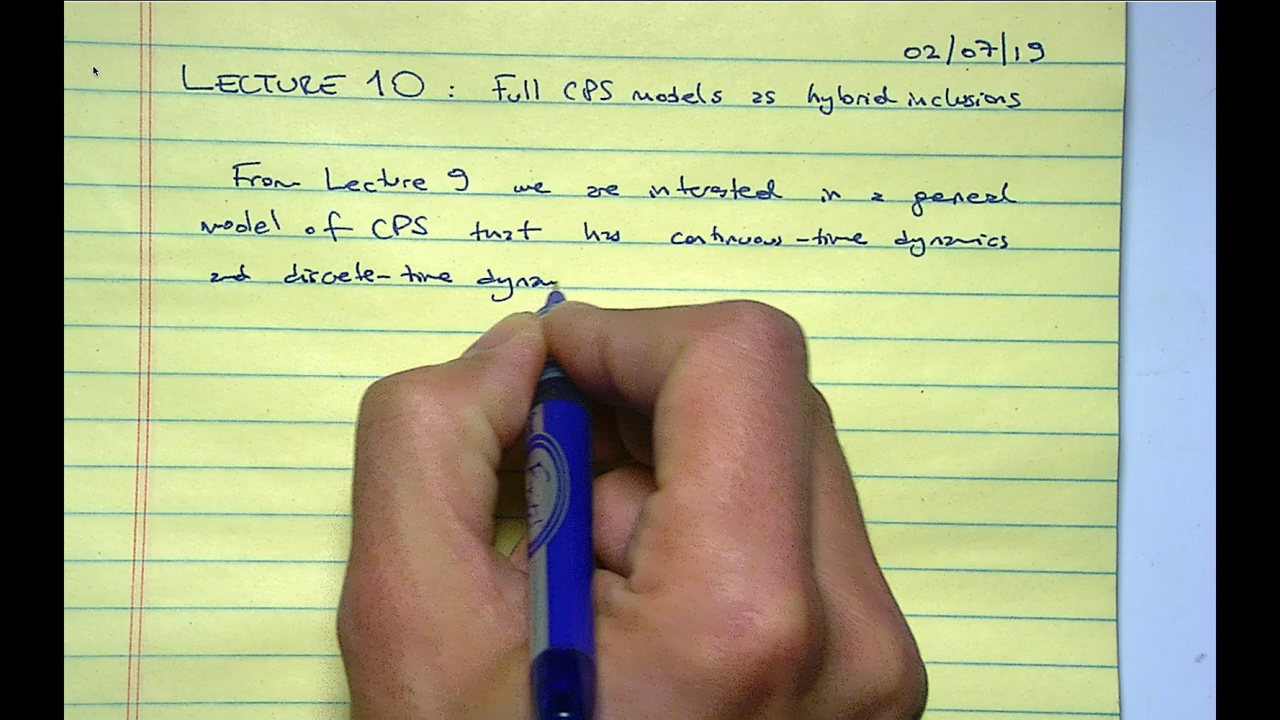 02/07/19
LECTURE 10 : Full CPS models as hybrid inclusions
From Lecture 9 we are interested in a general
model of CPS that has continuous-time dynamics
and discrete-time dynam